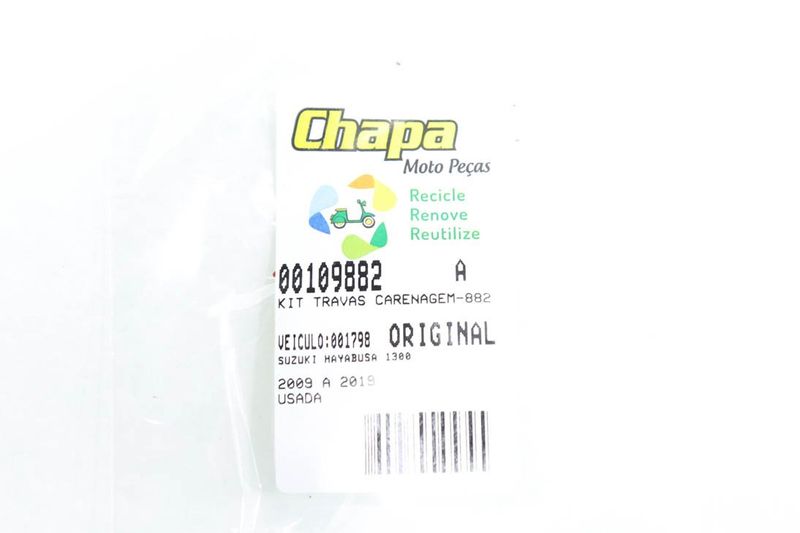 Chapa
Moto Peças
Recicle
Renove
Reutilize
00109882 A
KIT TRAVAS CARENAGEM-882
VEICULO:001798 ORIGINAL
SUZUKI HAYABUSA 1300
2009 A 2019
USADA